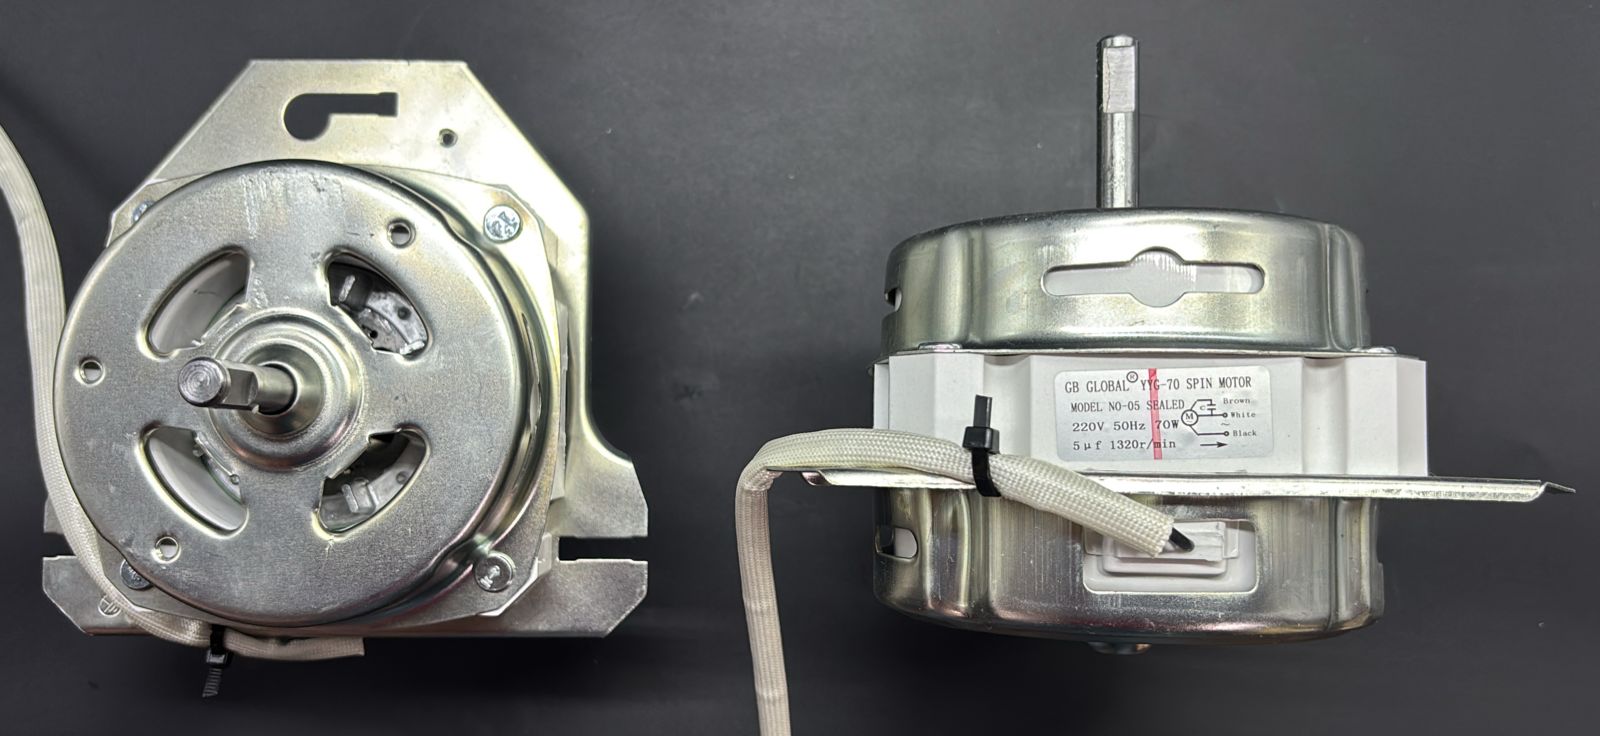 GB GLOBAL® YYG-70 SPIN MOTOR
MODEL NO-05 SEALED
220V 50Hz 70W
5μf 1320r/min
C
M
Brown
White
~
Black